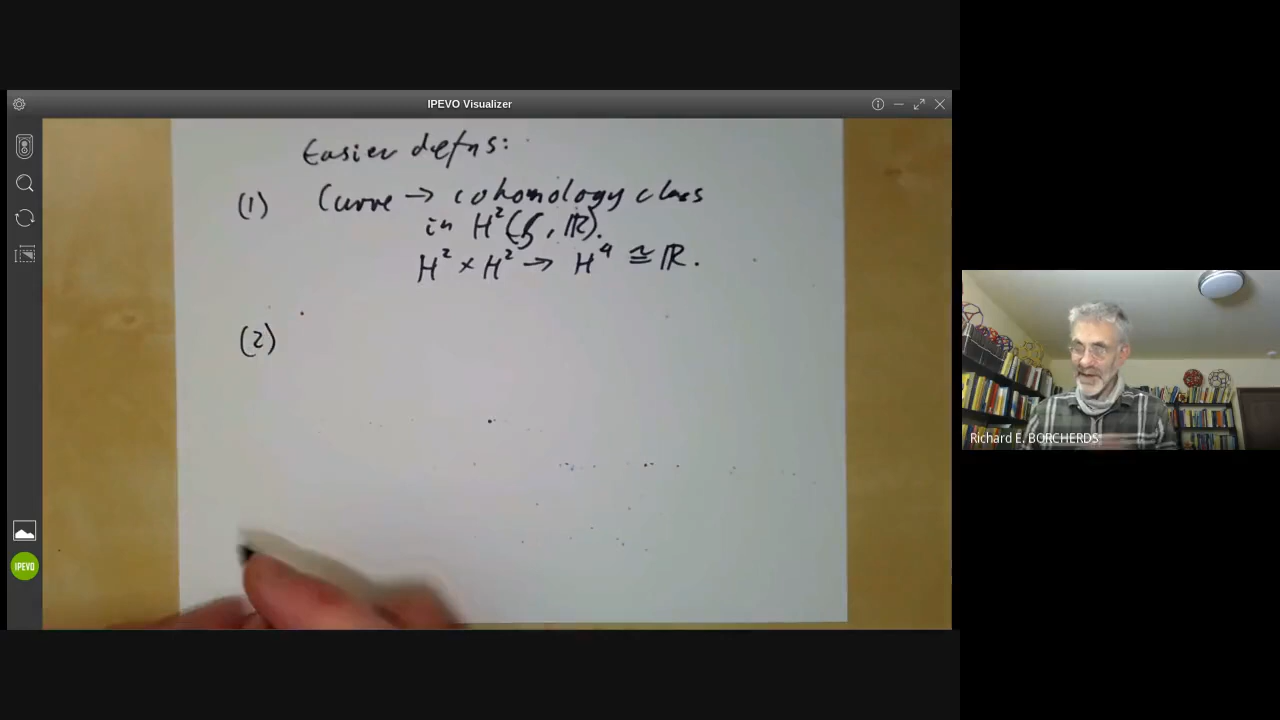 IPEVO Visualizer
Easier defns:
(1) Curve → cohomology class
in H²(S, ℝ).
H² × H² → H⁴ ≅ ℝ.
(2)
IPEVO
Richard E. BORCHERDS